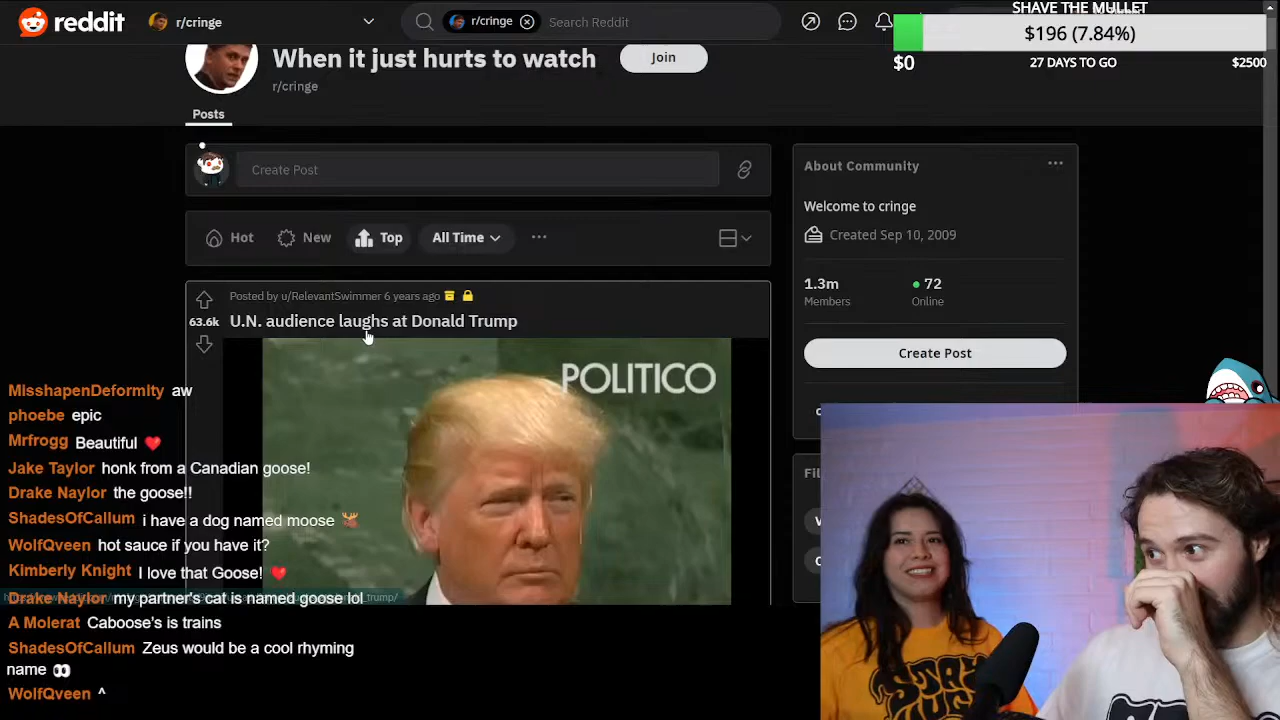 reddit
r/cringe
r/cringe
Search Reddit
SHAVE THE MULLET
$196 (7.84%)
$0
27 DAYS TO GO
$2500
When it just hurts to watch
Join
r/cringe
Posts
Create Post
Hot
New
Top
All Time
About Community
Welcome to cringe
Created Sep 10, 2009
1.3m
Members
72
Online
Create Post
Posted by u/RelevantSwimmer 6 years ago
63.6k
U.N. audience laughs at Donald Trump
POLITICO
MisshapenDeformity aw
phoebe epic
Mrfrogg Beautiful ❤️
Jake Taylor honk from a Canadian goose!
Drake Naylor the goose!!
ShadesOfCallum i have a dog named moose 🫎
WolfQveen hot sauce if you have it?
Kimberly Knight I love that Goose! ❤️
Drake Naylor my partner's cat is named goose lol
A Molerat Caboose's is trains
ShadesOfCallum Zeus would be a cool rhyming
name 👀
WolfQveen ^
STAY